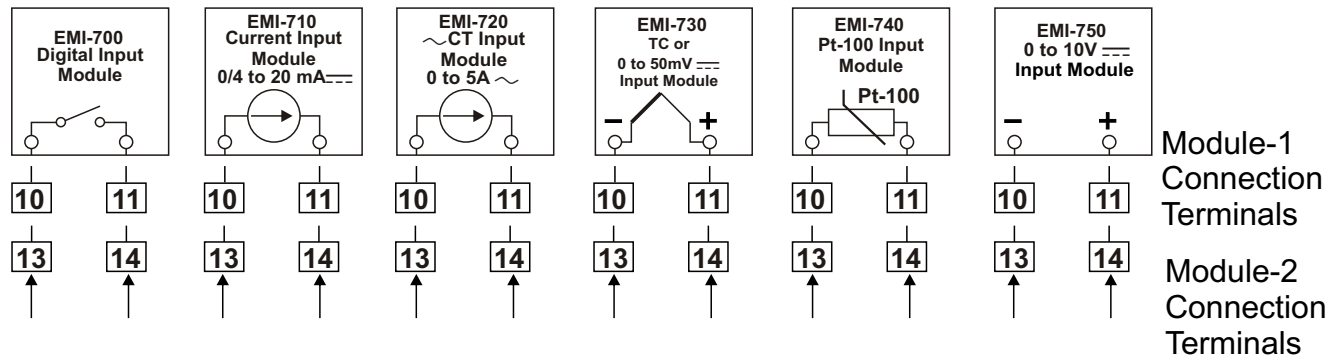 EMI-700
Digital Input
Module
EMI-710
Current Input
Module
0/4 to 20 mA
EMI-720
CT Input
Module
0 to 5A
EMI-730
TC or
0 to 50mV
Input Module
− +
EMI-740
Pt-100 Input
Module
Pt-100
EMI-750
0 to 10V
Input Module
− +
10 11 10 11 10 11 10 11 10 11 10 11
Module-1
Connection
Terminals
13 14 13 14 13 14 13 14 13 14 13 14
Module-2
Connection
Terminals